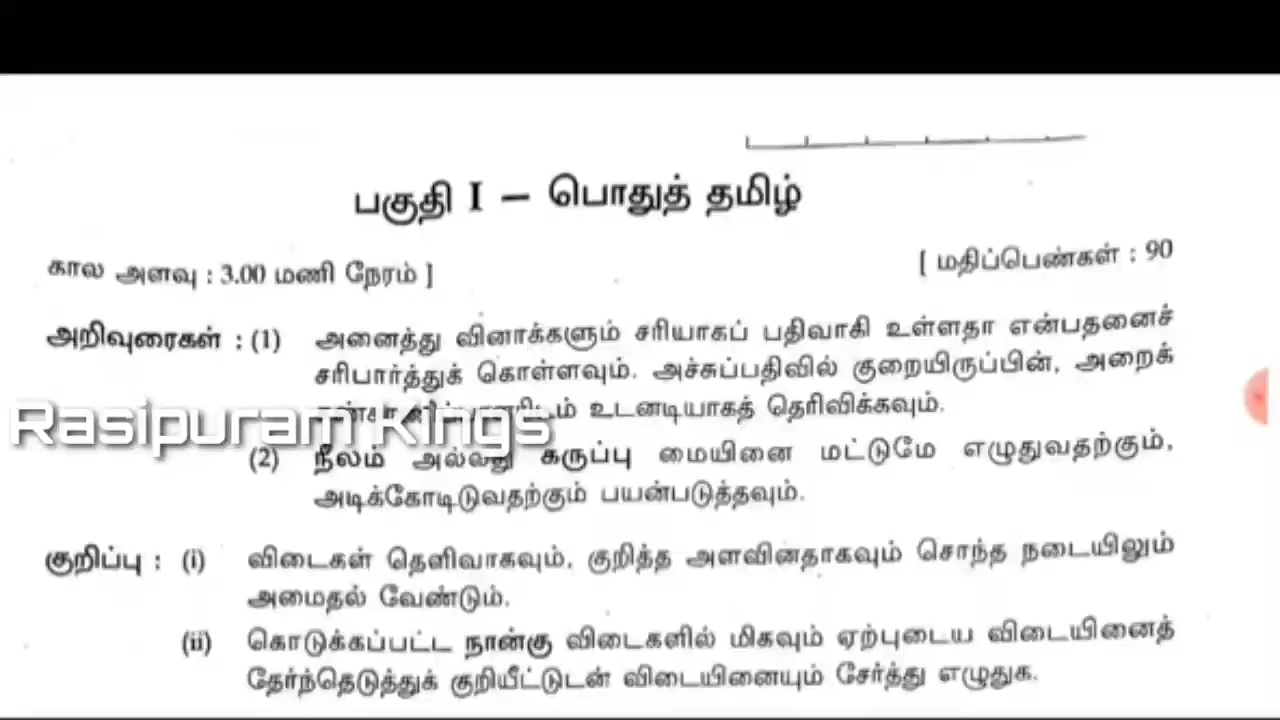 பகுதி I – பொதுத் தமிழ்
கால அளவு : 3.00 மணி நேரம் ]
[ மதிப்பெண்கள் : 90
அறிவுரைகள் : (1) அனைத்து வினாக்களும் சரியாகப் பதிவாகி உள்ளதா என்பதனைச்
சரிபார்த்துக் கொள்ளவும். அச்சுப்பதிவில் குறையிருப்பின், அறைக்
உடனடியாகத் தெரிவிக்கவும்.
Rasipuram Kings
(2) நீலம் அல்லது கருப்பு மையினை மட்டுமே எழுதுவதற்கும்,
அடிக்கோடிடுவதற்கும் பயன்படுத்தவும்.
குறிப்பு : (i) விடைகள் தெளிவாகவும், குறித்த அளவினதாகவும் சொந்த நடையிலும்
அமைதல் வேண்டும்.
(ii) கொடுக்கப்பட்ட நான்கு விடைகளில் மிகவும் ஏற்புடைய விடையினைத்
தேர்ந்தெடுத்துக் குறியீட்டுடன் விடையினையும் சேர்த்து எழுதுக.